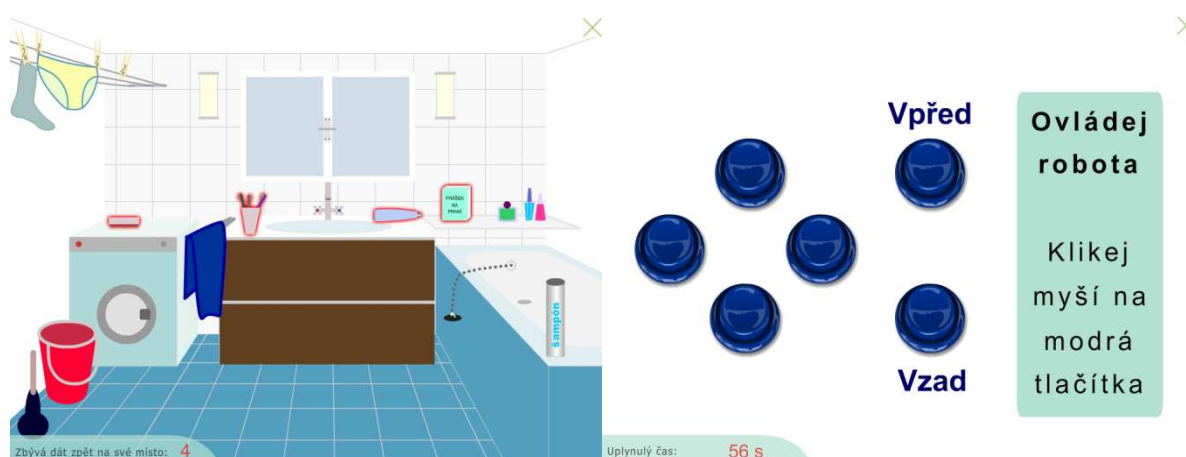 PRÁŠEK
NA
PRANÍ
šampón
Zbývá dát zpět na své místo: 4
Vpřed
Vzad
Ovládej
robota
Klikej
myší na
modrá
tlačítka
Uplynulý čas: 56 s